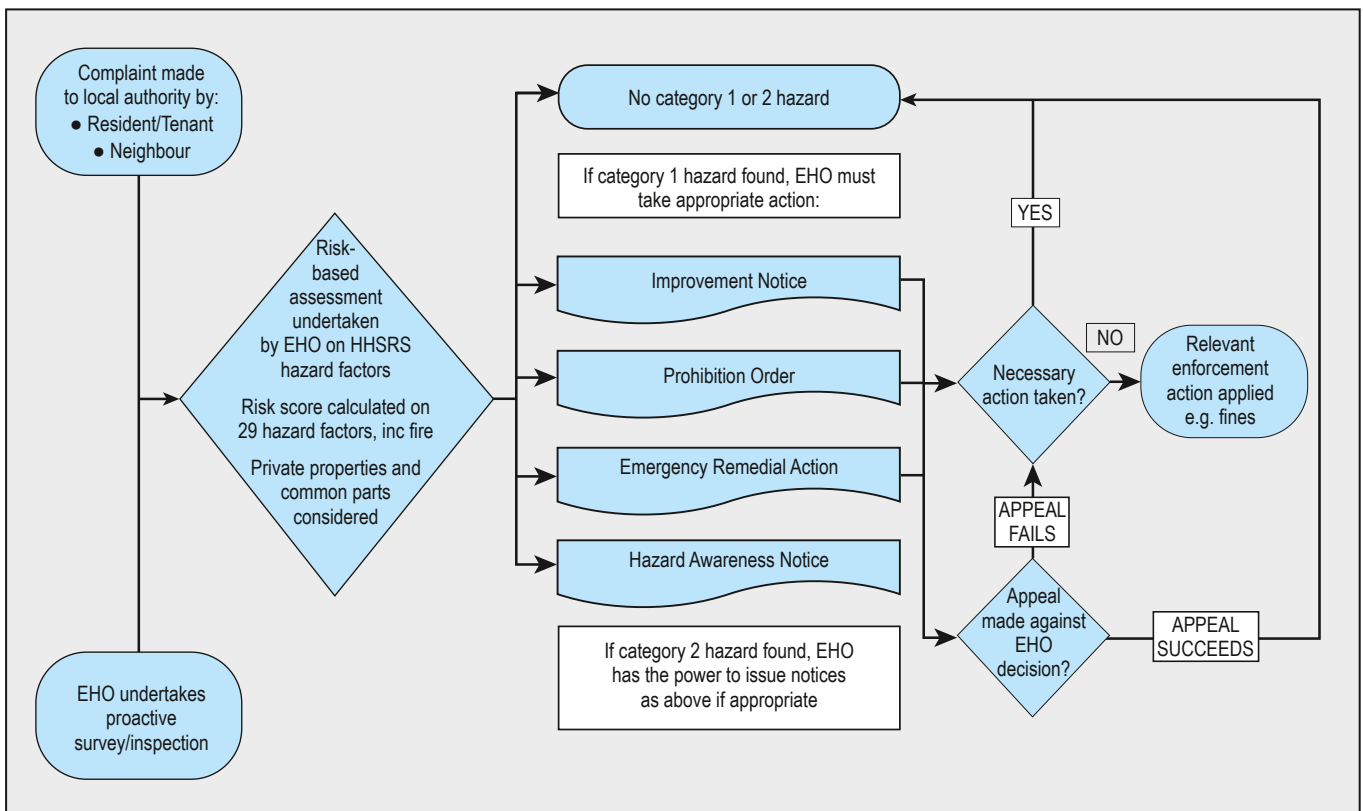 Complaint made
to local authority by:
● Resident/Tenant
● Neighbour
EHO undertakes
proactive
survey/inspection
Risk-
based
assessment
undertaken
by EHO on HHSRS
hazard factors
Risk score calculated on
29 hazard factors, inc fire
Private properties and
common parts
considered
No category 1 or 2 hazard
If category 1 hazard found, EHO must
take appropriate action:
Improvement Notice
Prohibition Order
Emergency Remedial Action
Hazard Awareness Notice
If category 2 hazard found, EHO
has the power to issue notices
as above if appropriate
YES
Necessary
action taken?
NO
Relevant
enforcement
action applied
e.g. fines
APPEAL
FAILS
Appeal
made against
EHO
decision?
APPEAL
SUCCEEDS